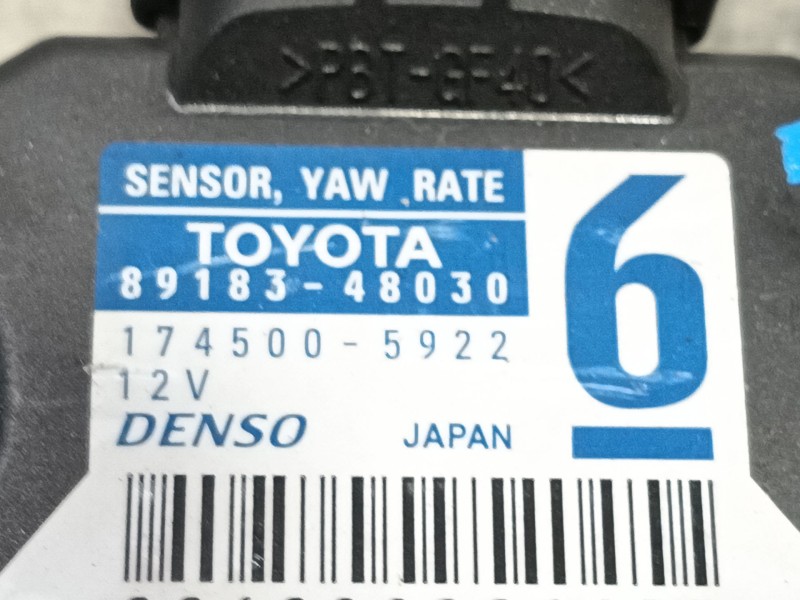 >PBT-GF40<
SENSOR, YAW RATE
TOYOTA
89183-48030
6
174500-5922
12V
DENSO JAPAN